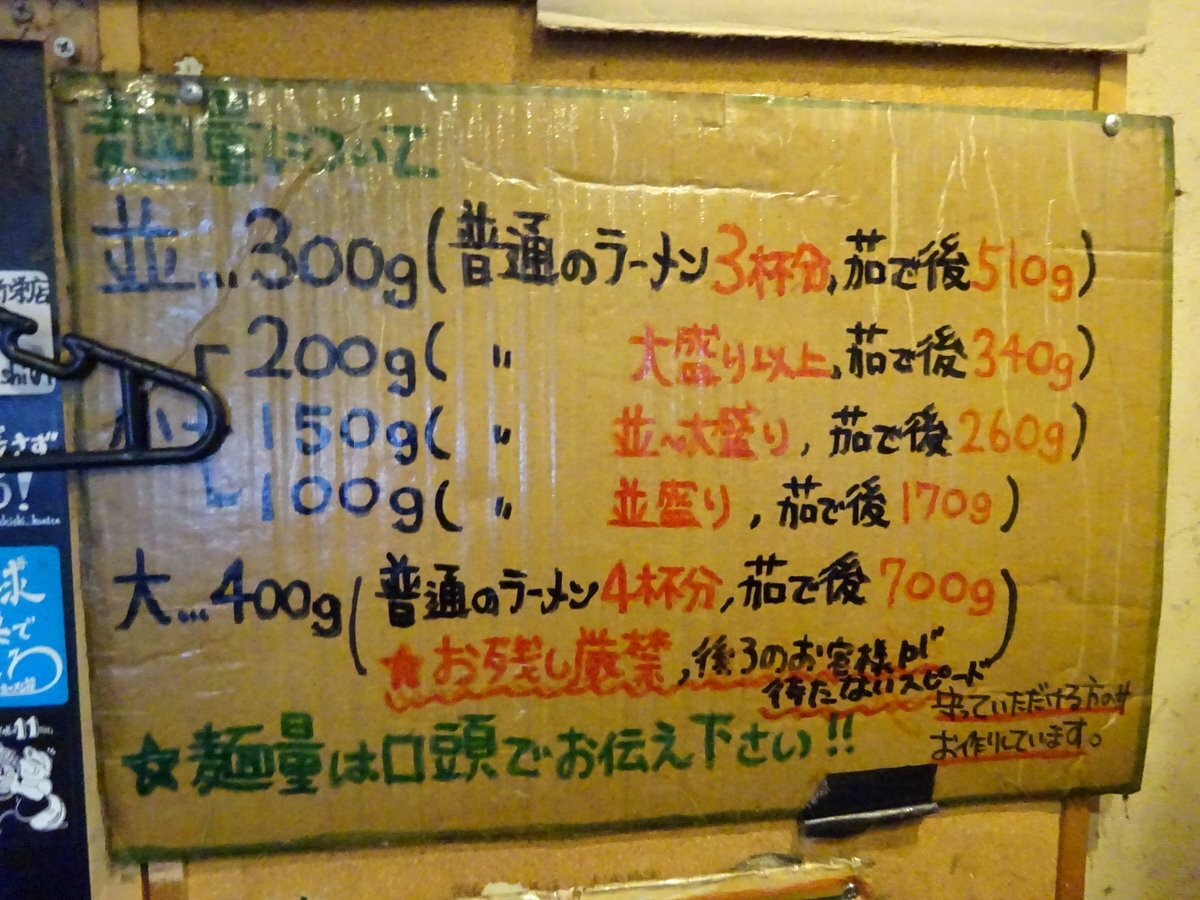 麺量について
並…300g(普通のラーメン3杯分,茹で後510g)
200g( 〃 大盛り以上,茹で後340g)
小 150g( 〃 並~大盛り,茹で後260g)
100g( 〃 並盛り,茹で後170g)
大…400g(普通のラーメン4杯分,茹で後700g)
★お残し厳禁,後ろのお客様が
待たないスピード
守っていただける方のみ
お作りしています。
☆麺量は口頭でお伝え下さい!!